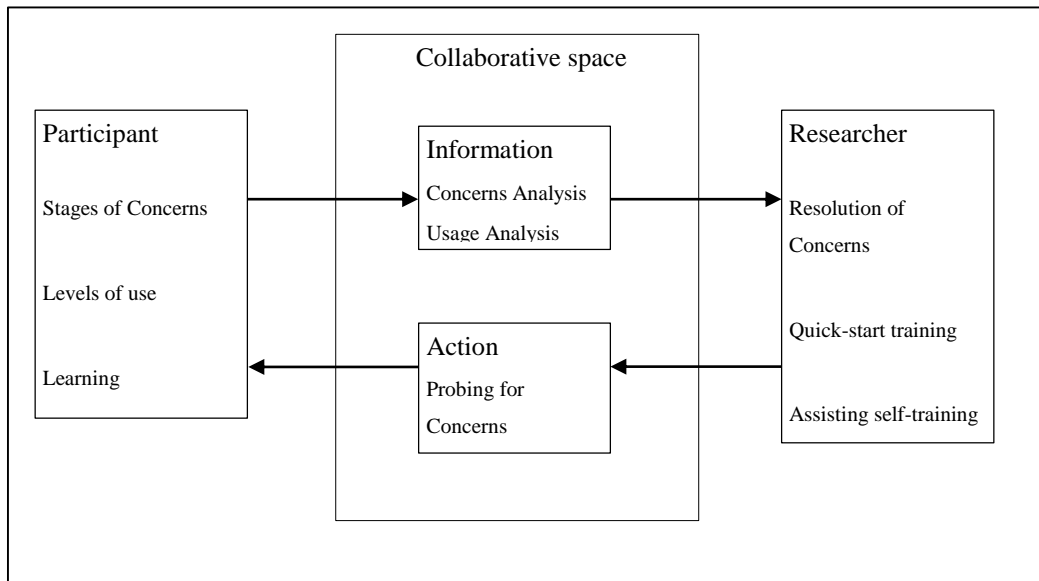 Collaborative space
Participant
Stages of Concerns
Levels of use
Learning
Information
Concerns Analysis
Usage Analysis
Action
Probing for
Concerns
Researcher
Resolution of
Concerns
Quick-start training
Assisting self-training